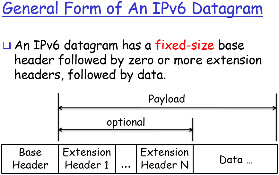 General Form of An IPv6 Datagram
An IPv6 datagram has a fixed-size base
header followed by zero or more extension
headers, followed by data.
Payload
optional
Base Header
Extension Header 1
...
Extension Header N
Data ...